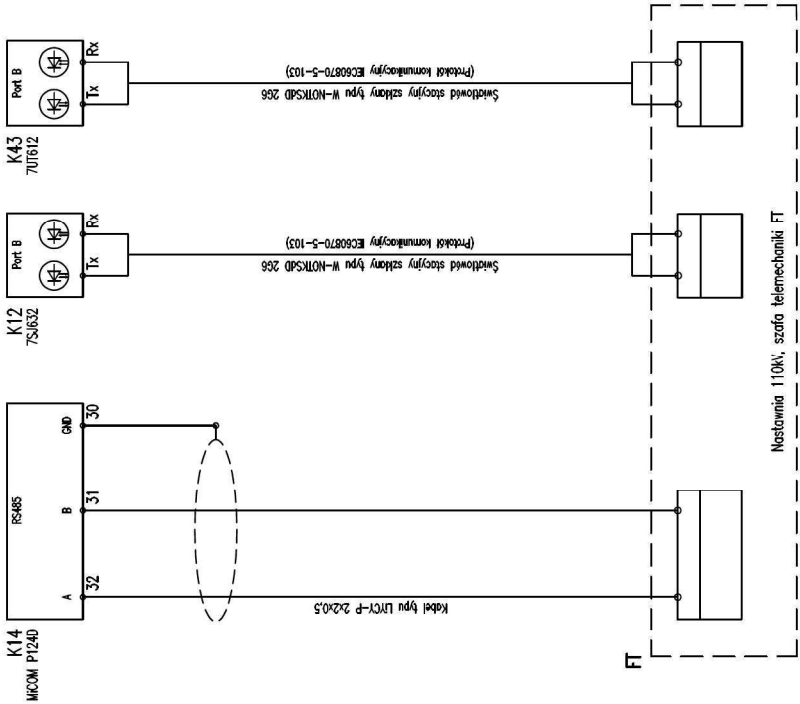 K43
7UT612
Port B
Rx
Tx
Światłowód stacyjny szklany typu W-NOTKSdD 2G6
(Protokół komunikacyjny IEC60870-5-103)
K12
7SJ632
Port B
Rx
Tx
Światłowód stacyjny szklany typu W-NOTKSdD 2G6
(Protokół komunikacyjny IEC60870-5-103)
K14
MiCOM P124D
RS485
GND
30
B
31
A
32
Kabel typu LiYCY-P 2x2x0,5
FT
Nastawnia 110kV, szafa telemechaniki FT